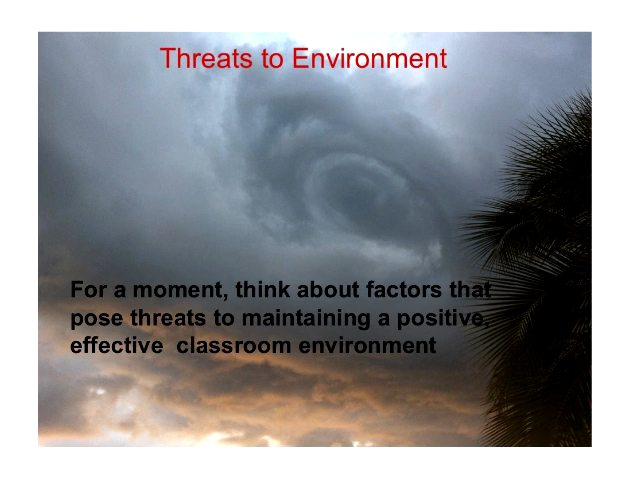 Threats to Environment
For a moment, think about factors that
pose threats to maintaining a positive,
effective  classroom environment